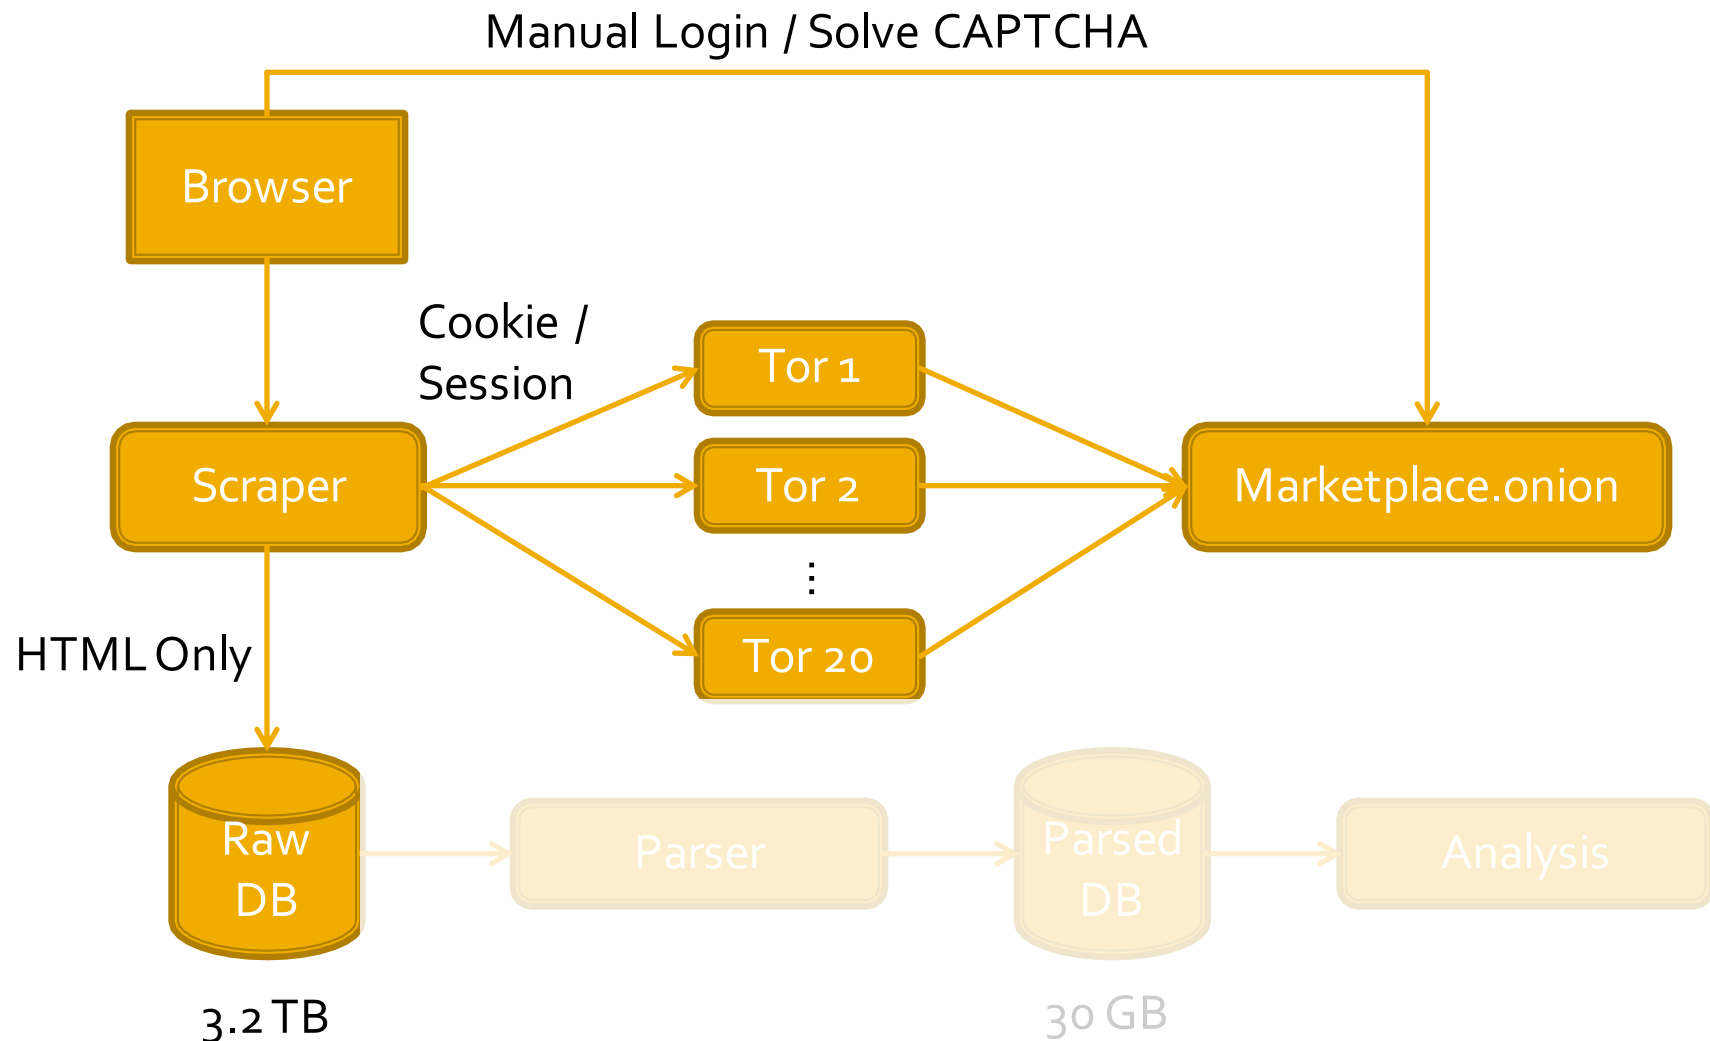 Manual Login / Solve CAPTCHA
Browser
Cookie /
Session
Tor 1
Scraper
Tor 2
Marketplace.onion
⋮
HTML Only
Tor 20
Raw
DB
Parser
Parsed
DB
Analysis
3.2 TB
30 GB